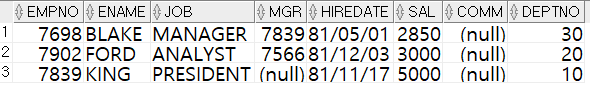 EMPNO ENAME JOB MGR HIREDATE SAL COMM DEPTNO
1 7698 BLAKE MANAGER 7839 81/05/01 2850 (null) 30
2 7902 FORD ANALYST 7566 81/12/03 3000 (null) 20
3 7839 KING PRESIDENT (null) 81/11/17 5000 (null) 10